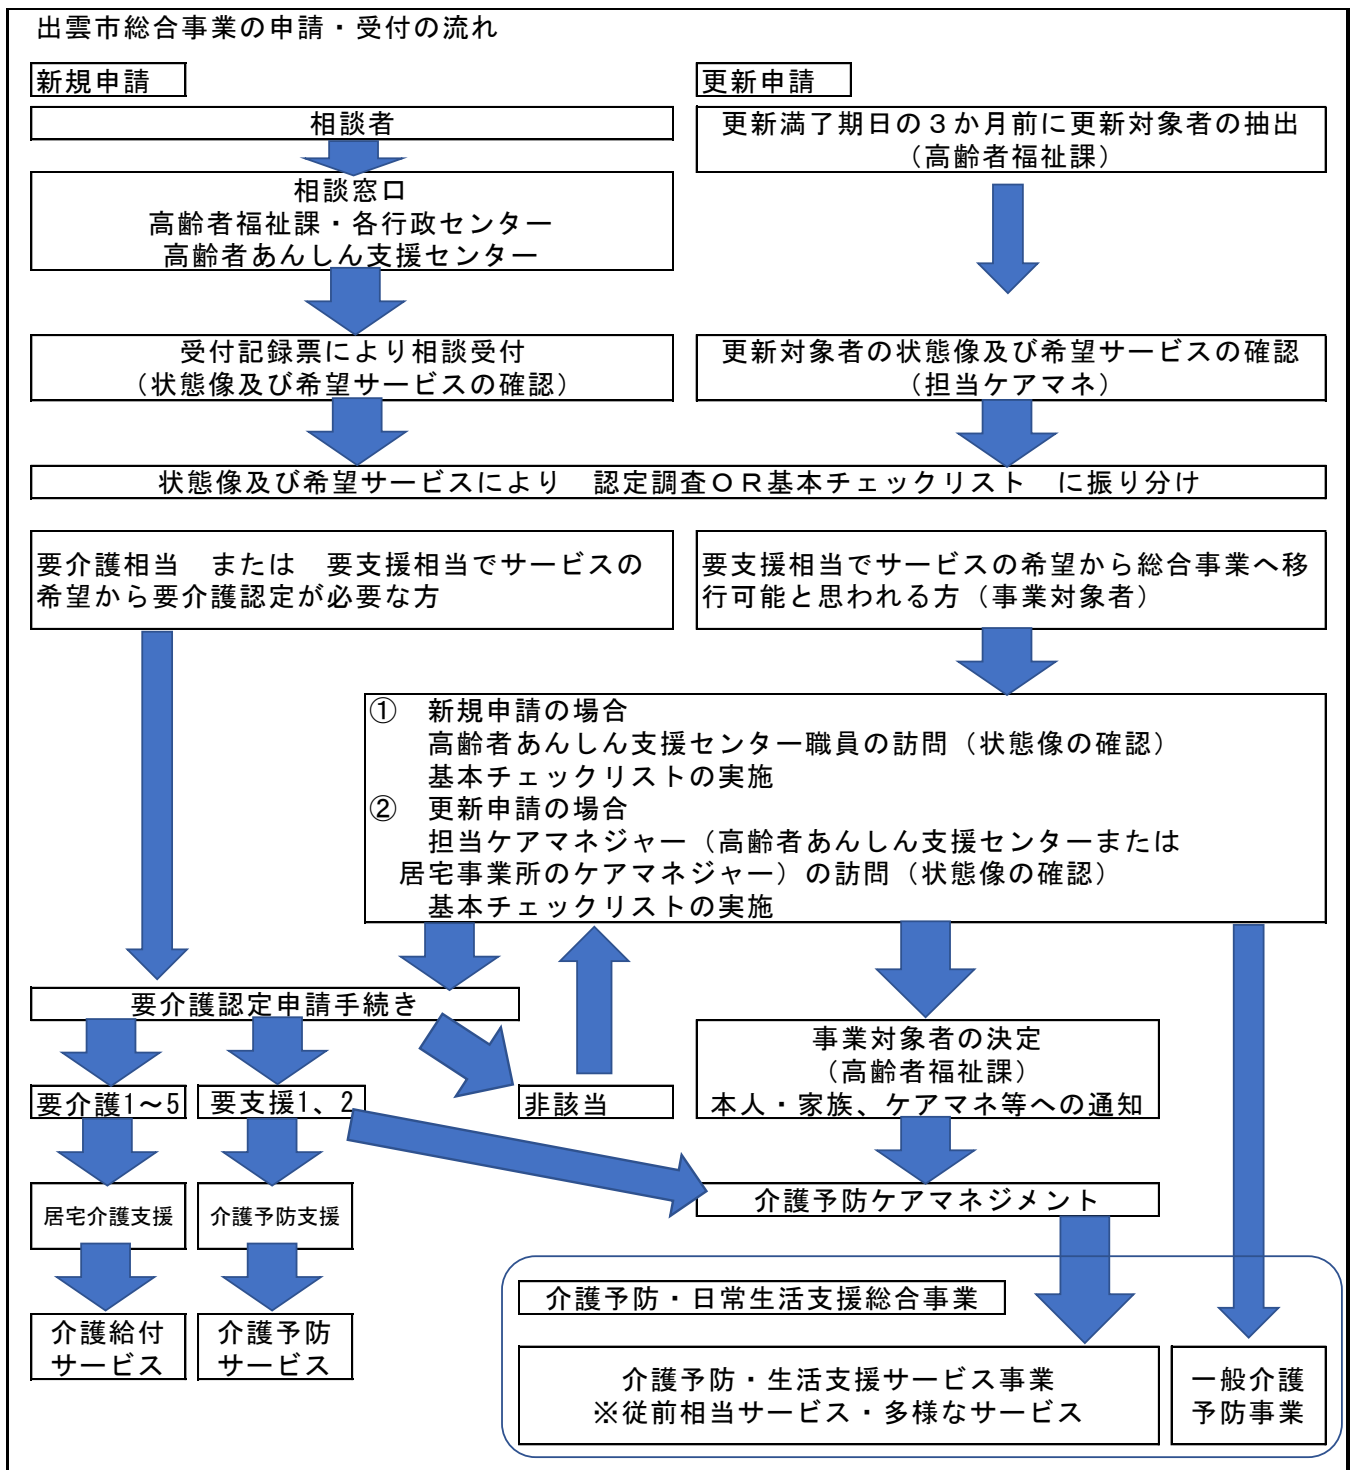 出雲市総合事業の申請・受付の流れ
新規申請
相談者
相談窓口
高齢者福祉課・各行政センター
高齢者あんしん支援センター
受付記録票により相談受付
（状態像及び希望サービスの確認）
更新申請
更新満了期日の３か月前に更新対象者の抽出
（高齢者福祉課）
更新対象者の状態像及び希望サービスの確認
（担当ケアマネ）
状態像及び希望サービスにより　認定調査ＯＲ基本チェックリスト　に振り分け
要介護相当　または　要支援相当でサービスの
希望から要介護認定が必要な方
要支援相当でサービスの希望から総合事業へ移
行可能と思われる方（事業対象者）
①　新規申請の場合
高齢者あんしん支援センター職員の訪問（状態像の確認）
基本チェックリストの実施
②　更新申請の場合
担当ケアマネジャー（高齢者あんしん支援センターまたは
居宅事業所のケアマネジャー）の訪問（状態像の確認）
基本チェックリストの実施
要介護認定申請手続き
要介護1～5
要支援1、2
非該当
事業対象者の決定
（高齢者福祉課）
本人・家族、ケアマネ等への通知
居宅介護支援
介護予防支援
介護予防ケアマネジメント
介護給付
サービス
介護予防
サービス
介護予防・日常生活支援総合事業
介護予防・生活支援サービス事業
※従前相当サービス・多様なサービス
一般介護
予防事業